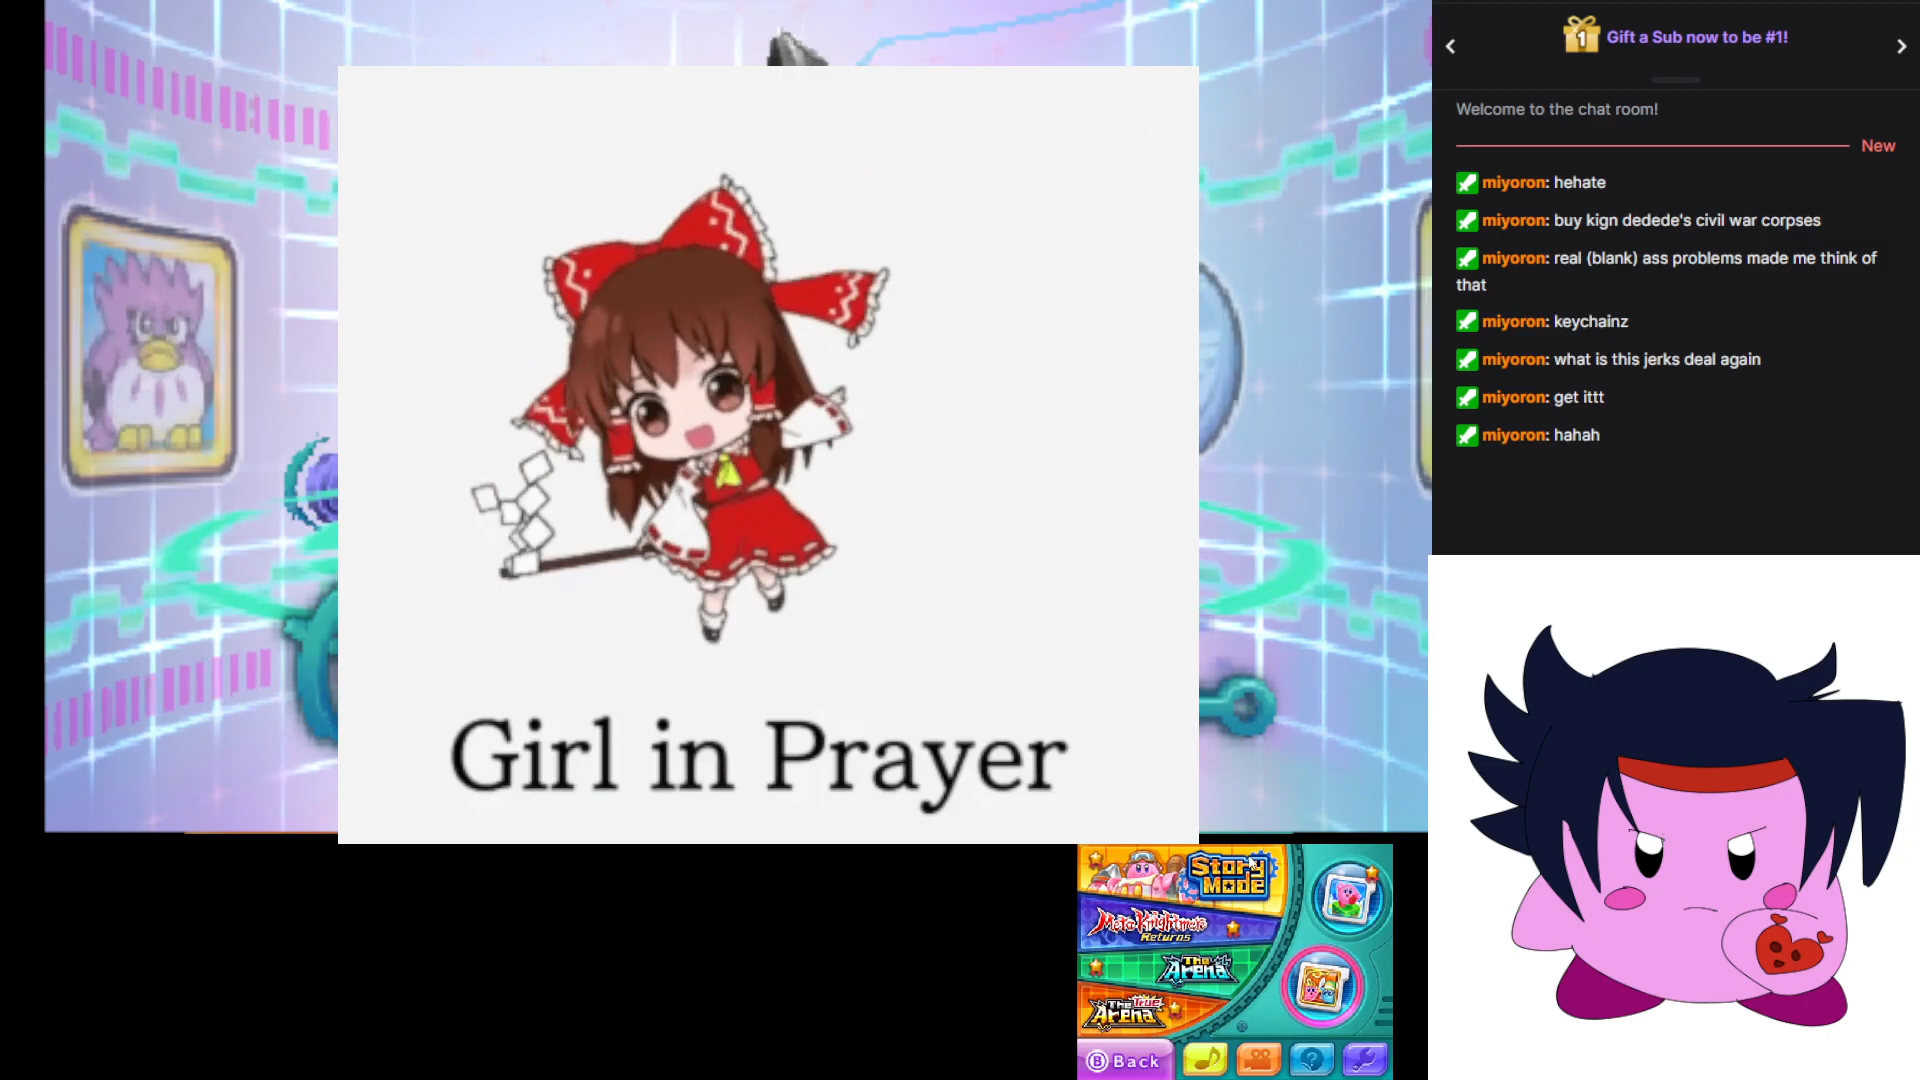 Gift a Sub now to be #1!
1
Welcome to the chat room!
New
miyoron: hehate
miyoron: buy kign dedede's civil war corpses
miyoron: real (blank) ass problems made me think of
that
miyoron: keychainz
miyoron: what is this jerks deal again
miyoron: get ittt
miyoron: hahah
Girl in Prayer
Story
Mode
Meta Knightmare
Returns
The
Arena
The True
Arena
B Back
?